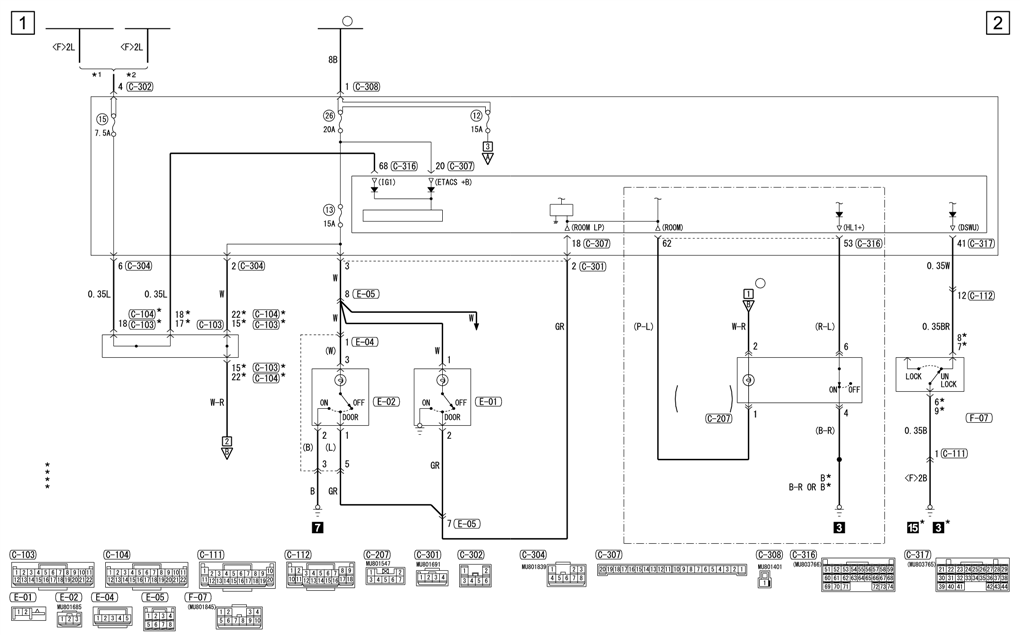 1
2
<F>2L
<F>2L
*1
*2
8B
4 C-302
1 C-308
15
7.5A
26
20A
12
15A
3
A
68 C-316
20 C-307
(IG1)
(ETACS +B)
13
15A
(ROOM LP)
(ROOM)
(HL1+)
(DSWU)
18 C-307
62
53 C-316
41 C-317
6 C-304
2 C-304
3
2 C-301
0.35L
0.35L
W
W
8 E-05
0.35W
12 C-112
C-104*
18 C-103*
18*
17*
C-103
22* C-104*
15* C-103*
W
W
W
1 E-04
GR
(P-L)
1
B
W-R
(R-L)
0.35BR
8*
7*
(W)
3
1
2
6
15* C-103*
22* C-104*
W-R
2
B
ON
OFF
DOOR
E-02
ON
OFF
DOOR
E-01
ON
OFF
LOCK
UN
LOCK
C-207
1
4
6*
9*
F-07
2
1
2
(B)
(L)
(B-R)
0.35B
3
5
GR
1 C-111
B
GR
B*
B-R OR B*
<F>2B
*
*
*
*
7 E-05
7
3
15*
3*
C-103
C-104
C-111
C-112
C-207
MU801547
C-301
MU801691
C-302
C-304
MU801839
C-307
C-308
MU801401
C-316
(MU803766)
C-317
(MU803765)
E-01
E-02
MU801685
E-04
E-05
F-07
(MU801845)